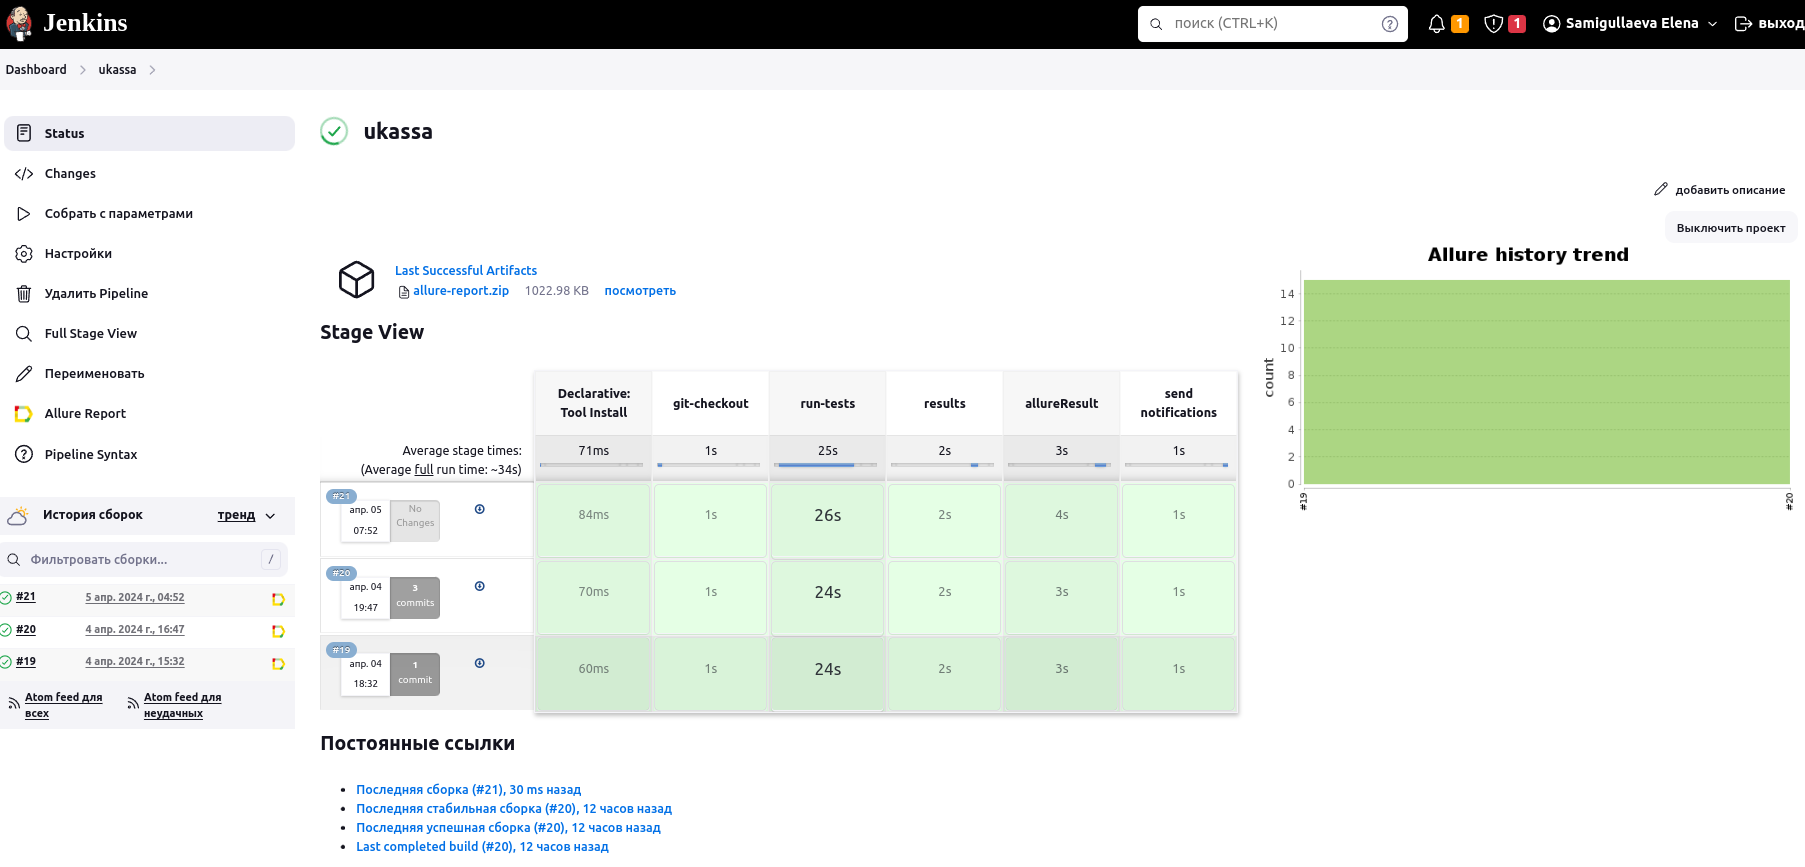 Jenkins
поиск (CTRL+K)
1
1
Samigullaeva Elena
выход
Dashboard
ukassa
Status
Changes
Собрать с параметрами
Настройки
Удалить Pipeline
Full Stage View
Переименовать
Allure Report
Pipeline Syntax
История сборок
тренд
Фильтровать сборки...
/
#21
5 апр. 2024 г., 04:52
#20
4 апр. 2024 г., 16:47
#19
4 апр. 2024 г., 15:32
Atom feed для
всех
Atom feed для
неудачных
ukassa
добавить описание
Выключить проект
Last Successful Artifacts
allure-report.zip 1022.98 KB посмотреть
Stage View
Declarative:
Tool Install
git-checkout
run-tests
results
allureResult
send
notifications
Average stage times:
(Average full run time: ~34s)
71ms 1s 25s 2s 3s 1s
#21
апр. 05
07:52
No
Changes
84ms 1s 26s 2s 4s 1s
#20
апр. 04
19:47
3
commits
70ms 1s 24s 2s 3s 1s
#19
апр. 04
18:32
1
commit
60ms 1s 24s 2s 3s 1s
Allure history trend
count
14
12
10
8
6
4
2
0
#19
#20
Постоянные ссылки
Последняя сборка (#21), 30 ms назад
Последняя стабильная сборка (#20), 12 часов назад
Последняя успешная сборка (#20), 12 часов назад
Last completed build (#20), 12 часов назад